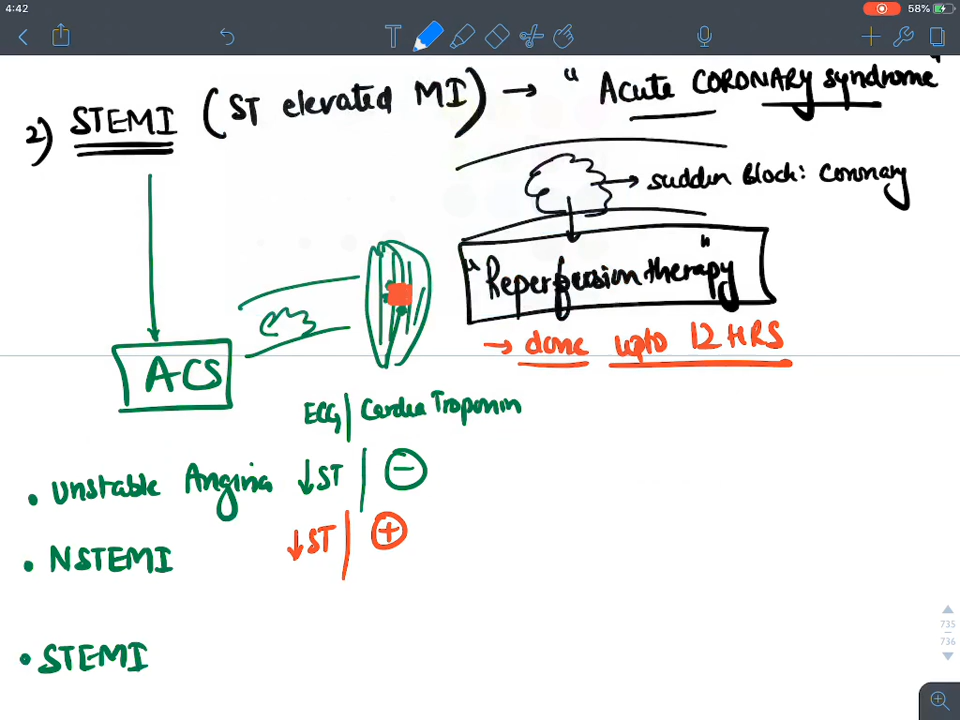 4:42
58%
T
2) STEMI (ST elevated MI) → "Acute CORONARY syndrome"
→ sudden Block: Coronary
"Reperfusion therapy"
→ done upto 12 HRS
ACS
ECG | Cardia Troponin
• Unstable Angina ↓ST | ⊖
• NSTEMI ↓ST | ⊕
• STEMI
735
736